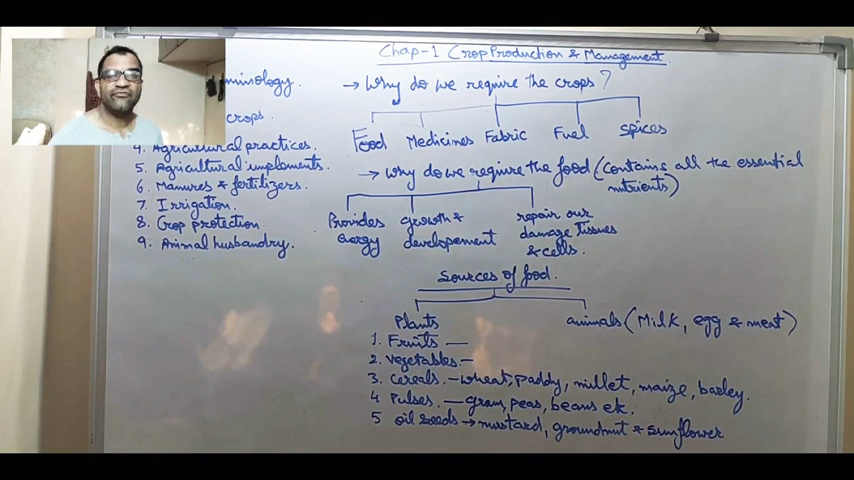 Chap-1 Crop Production & Management
minology.
crops.
4. Agricultural practices.
5. Agricultural implements.
6. Manures & fertilizers.
7. Irrigation.
8. Crop protection
9. Animal husbandry.
→ Why do we require the crops?
Food Medicines Fabric Fuel Spices
→ Why do we require the food (Contains all the essential
nutrients)
Provides
energy
growth &
developement
repair our
damage tissues
& cells.
Sources of food.
Plants
animals (Milk, egg & meat)
1. Fruits —
2. Vegetables. —
3. Cereals. — wheat, paddy, millet, maize, barley.
4 Pulses. — gram, peas, beans etc.
5 oil seeds → mustard, groundnut & sunflower